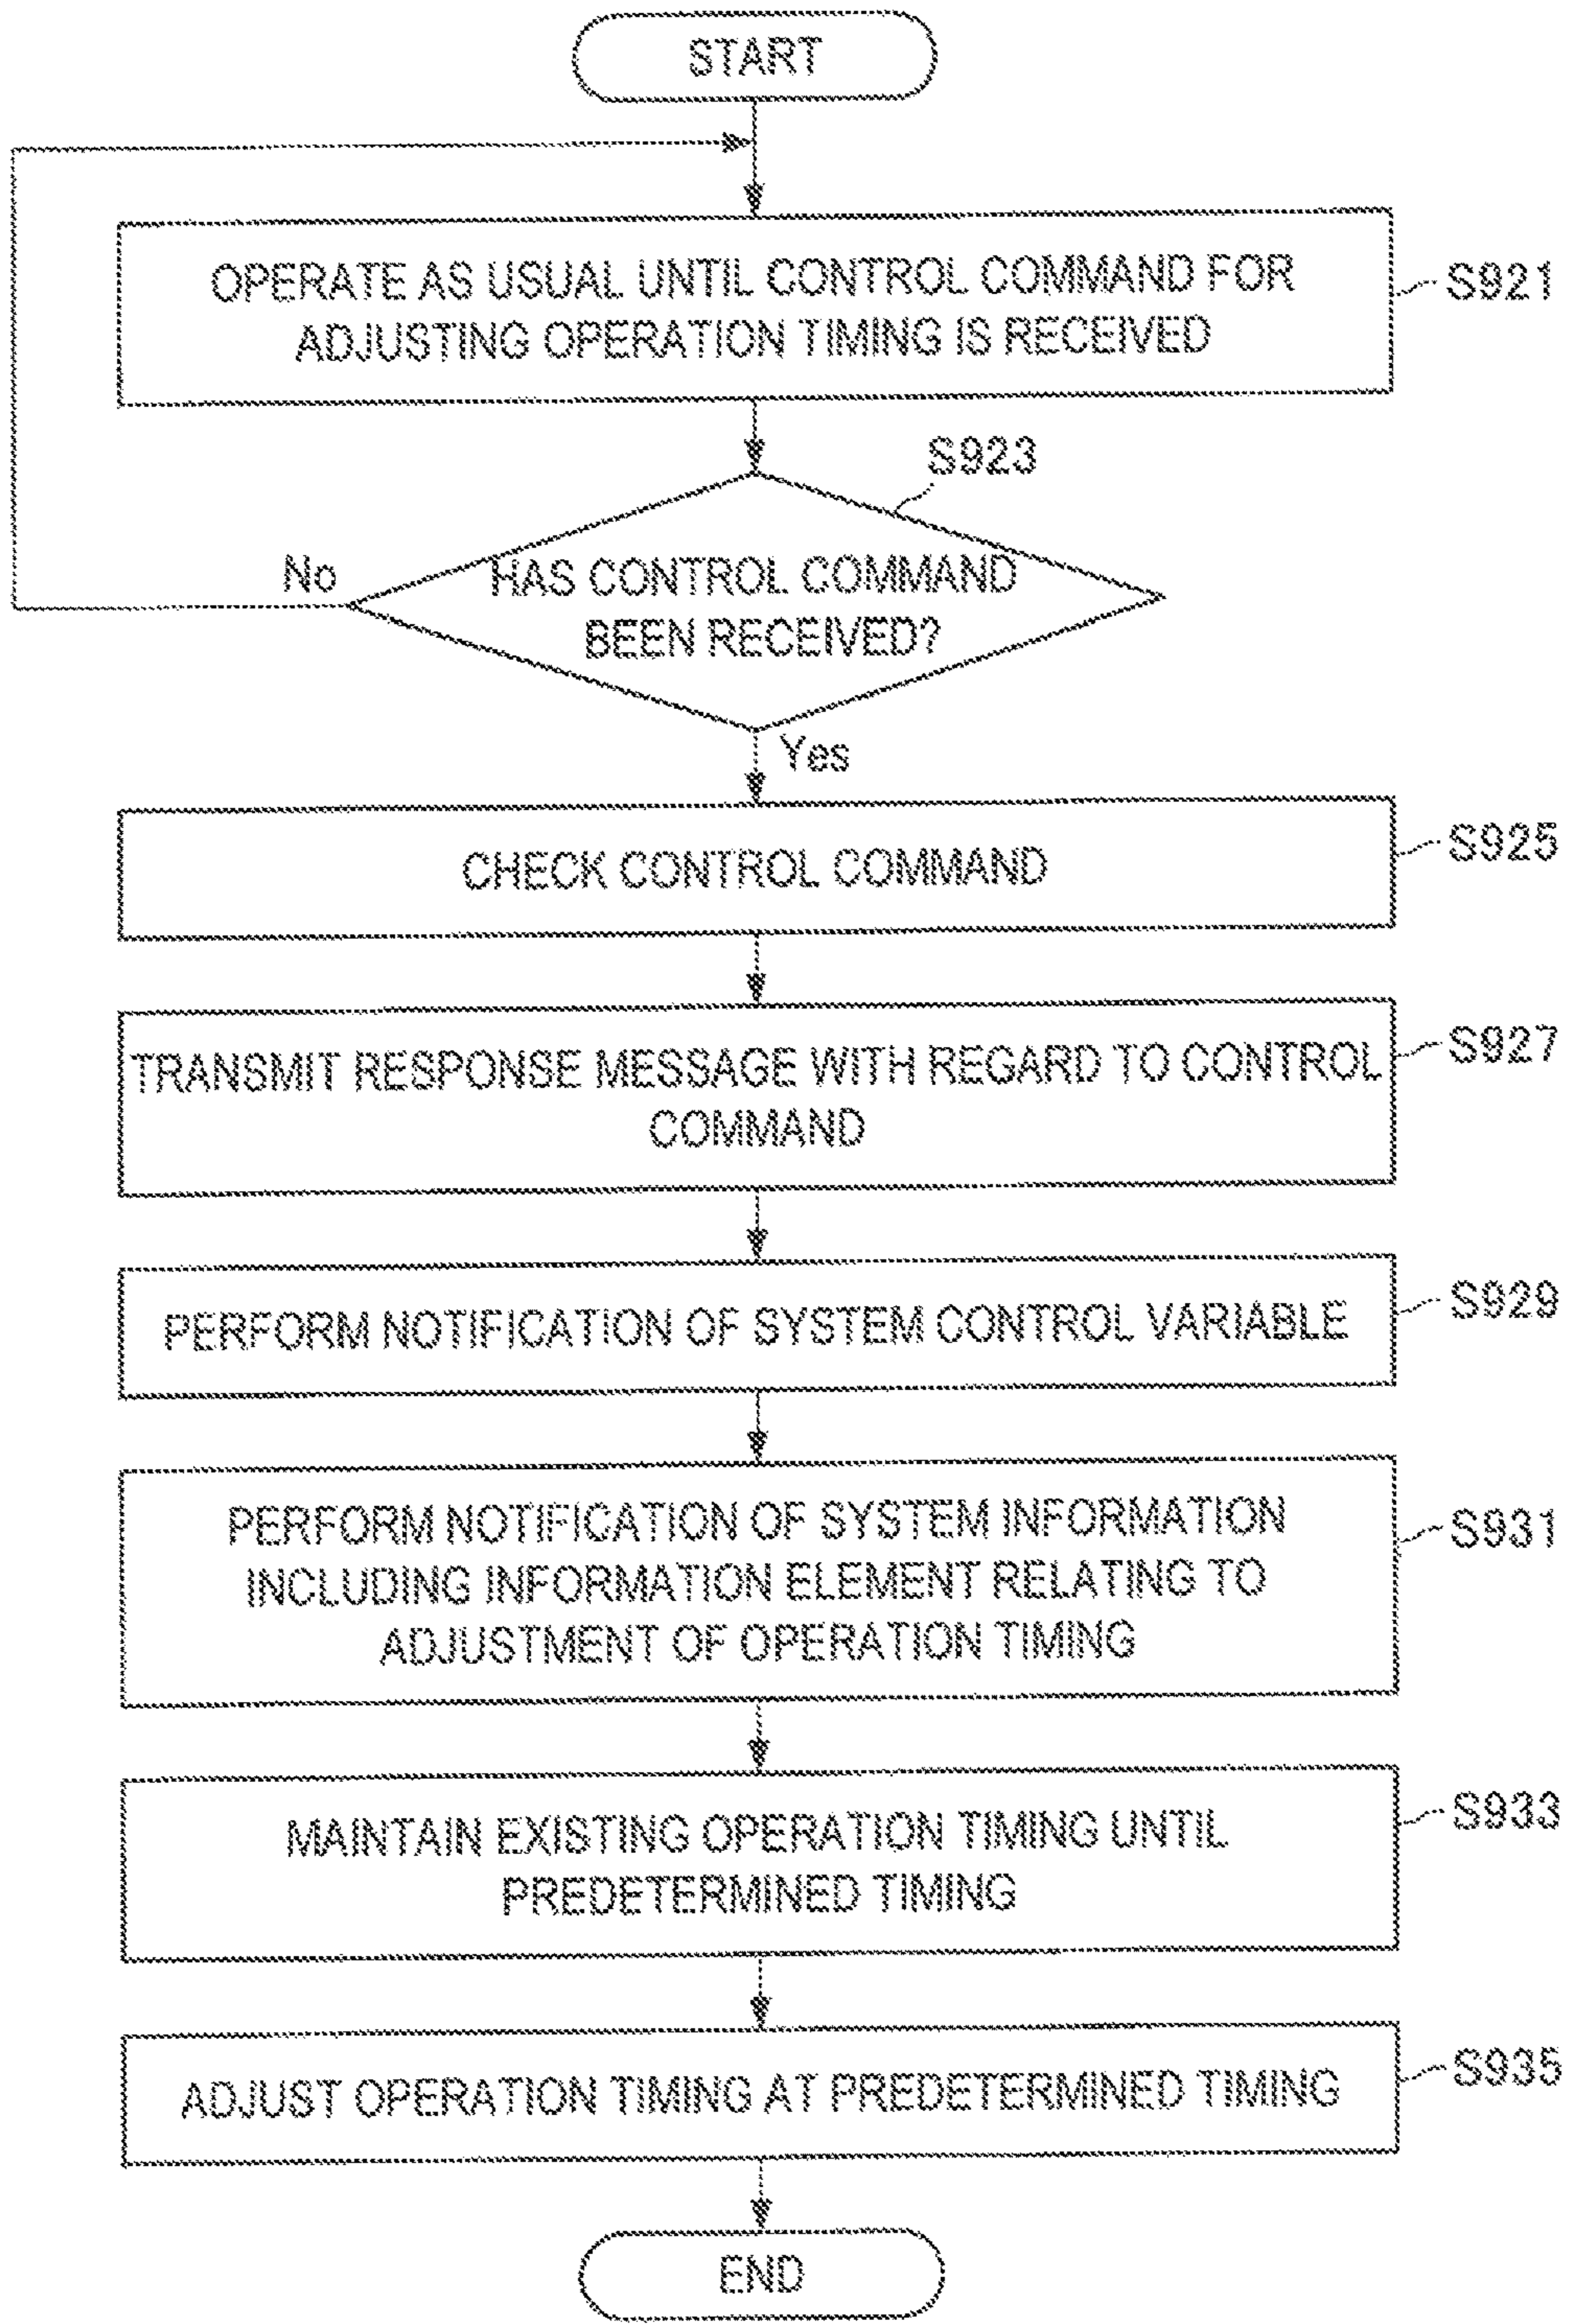 START
OPERATE AS USUAL UNTIL CONTROL COMMAND FOR
ADJUSTING OPERATION TIMING IS RECEIVED
S921
S923
HAS CONTROL COMMAND
BEEN RECEIVED?
No
Yes
CHECK CONTROL COMMAND
S925
TRANSMIT RESPONSE MESSAGE WITH REGARD TO CONTROL
COMMAND
S927
PERFORM NOTIFICATION OF SYSTEM CONTROL VARIABLE
S929
PERFORM NOTIFICATION OF SYSTEM INFORMATION
INCLUDING INFORMATION ELEMENT RELATING TO
ADJUSTMENT OF OPERATION TIMING
S931
MAINTAIN EXISTING OPERATION TIMING UNTIL
PREDETERMINED TIMING
S933
ADJUST OPERATION TIMING AT PREDETERMINED TIMING
S935
END